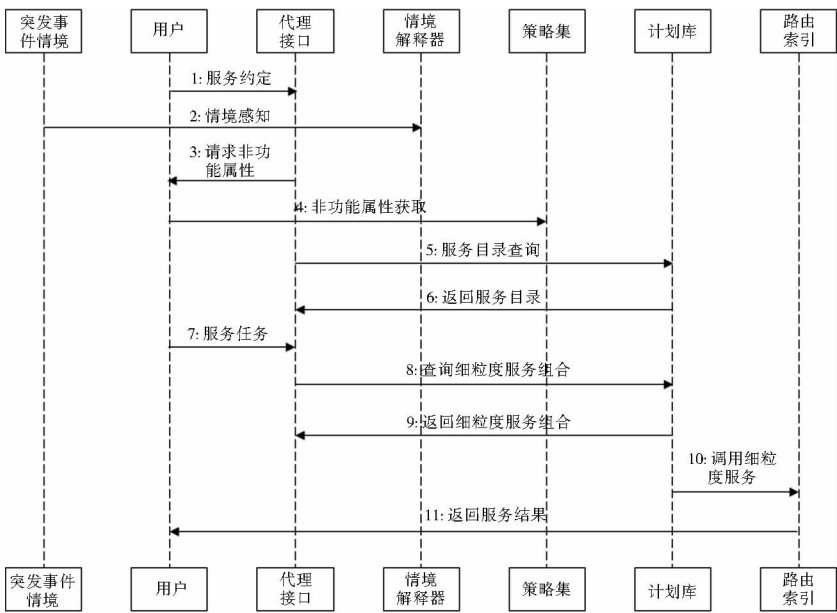 突发事
件情境
用户
代理
接口
情境
解释器
策略集
计划库
路由
索引
1: 服务约定
2: 情境感知
3: 请求非功
能属性
4: 非功能属性获取
5: 服务目录查询
6: 返回服务目录
7: 服务任务
8: 查询细粒度服务组合
9: 返回细粒度服务组合
10: 调用细粒
度服务
11: 返回服务结果
突发事件
情境
用户
代理
接口
情境
解释器
策略集
计划库
路由
索引